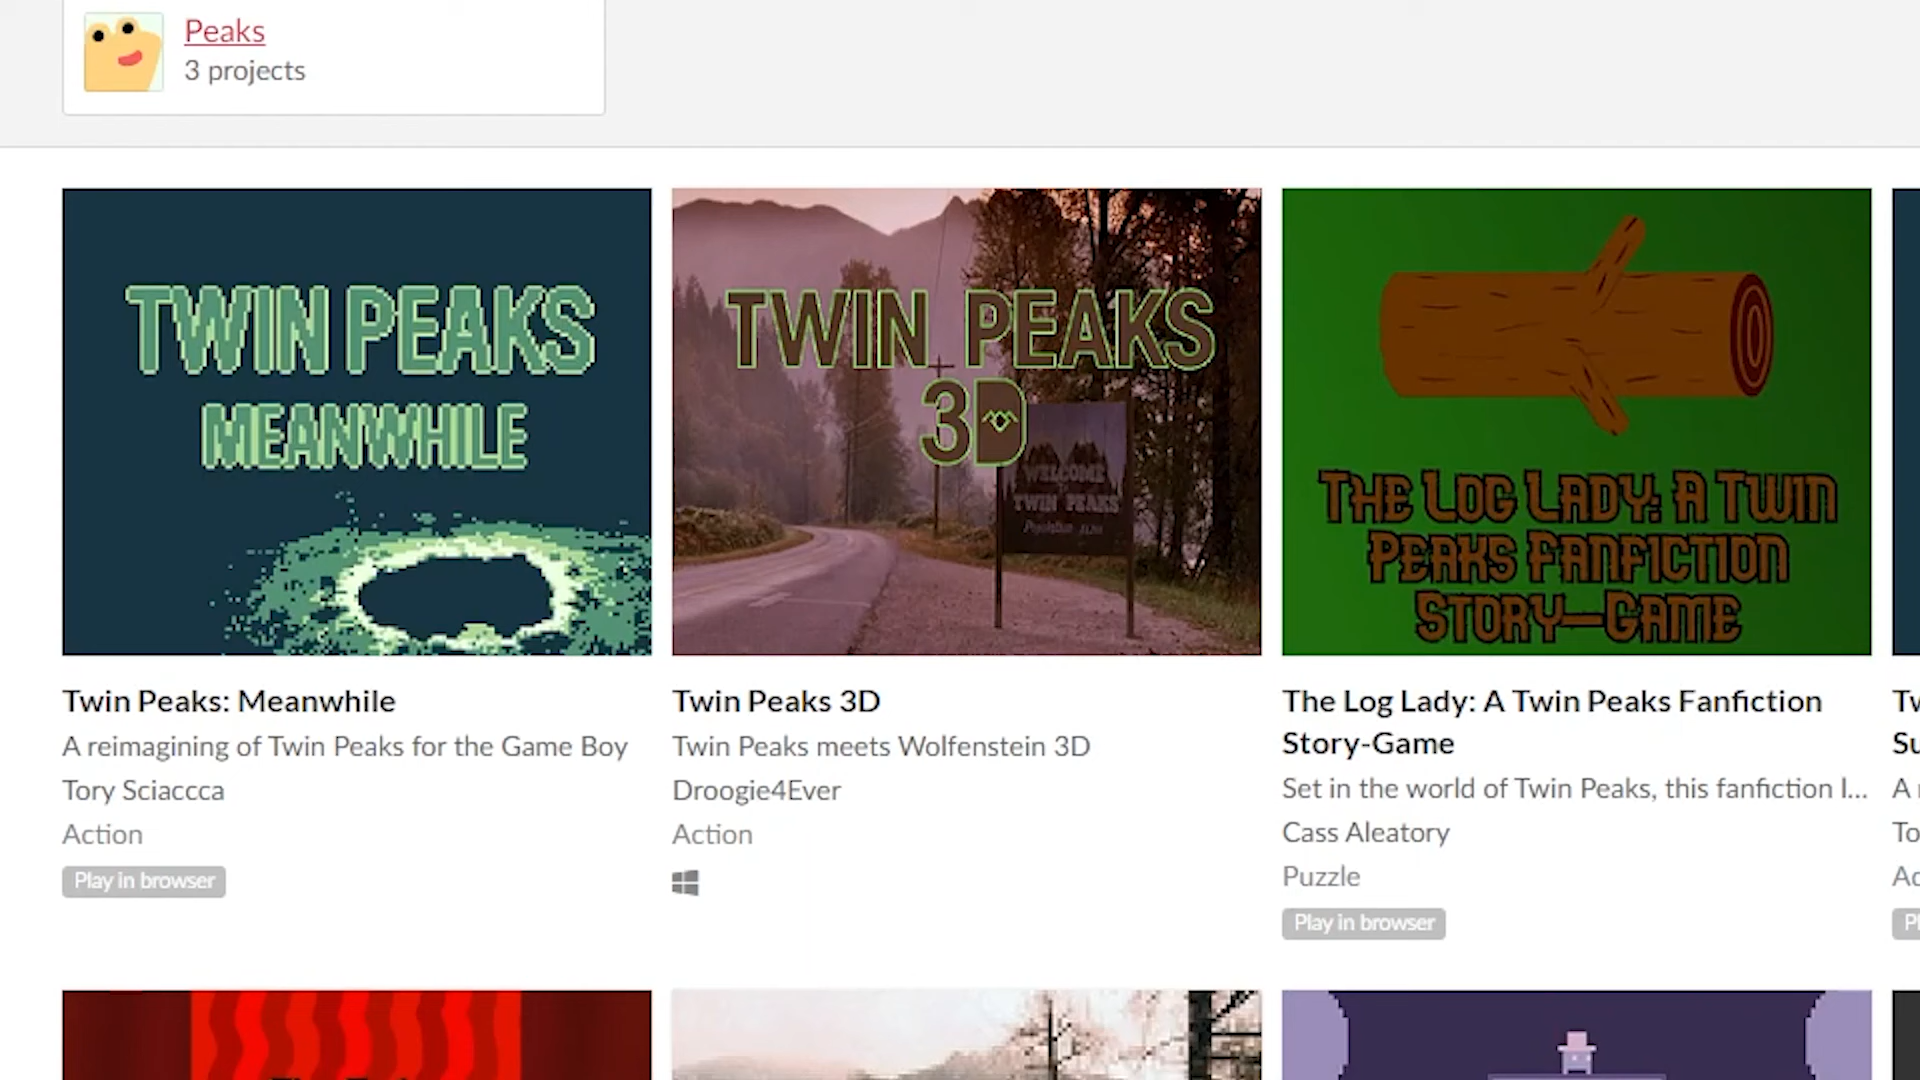 Peaks
3 projects
TWIN PEAKS
MEANWHILE
TWIN PEAKS
3D
WELCOME
TO
TWIN PEAKS
Population
THE LOG LADY: A TWIN
PEAKS FANFICTION
STORY-GAME
Twin Peaks: Meanwhile
A reimagining of Twin Peaks for the Game Boy
Tory Sciaccca
Action
Play in browser
Twin Peaks 3D
Twin Peaks meets Wolfenstein 3D
Droogie4Ever
Action
The Log Lady: A Twin Peaks Fanfiction
Story-Game
Set in the world of Twin Peaks, this fanfiction l...
Cass Aleatory
Puzzle
Play in browser